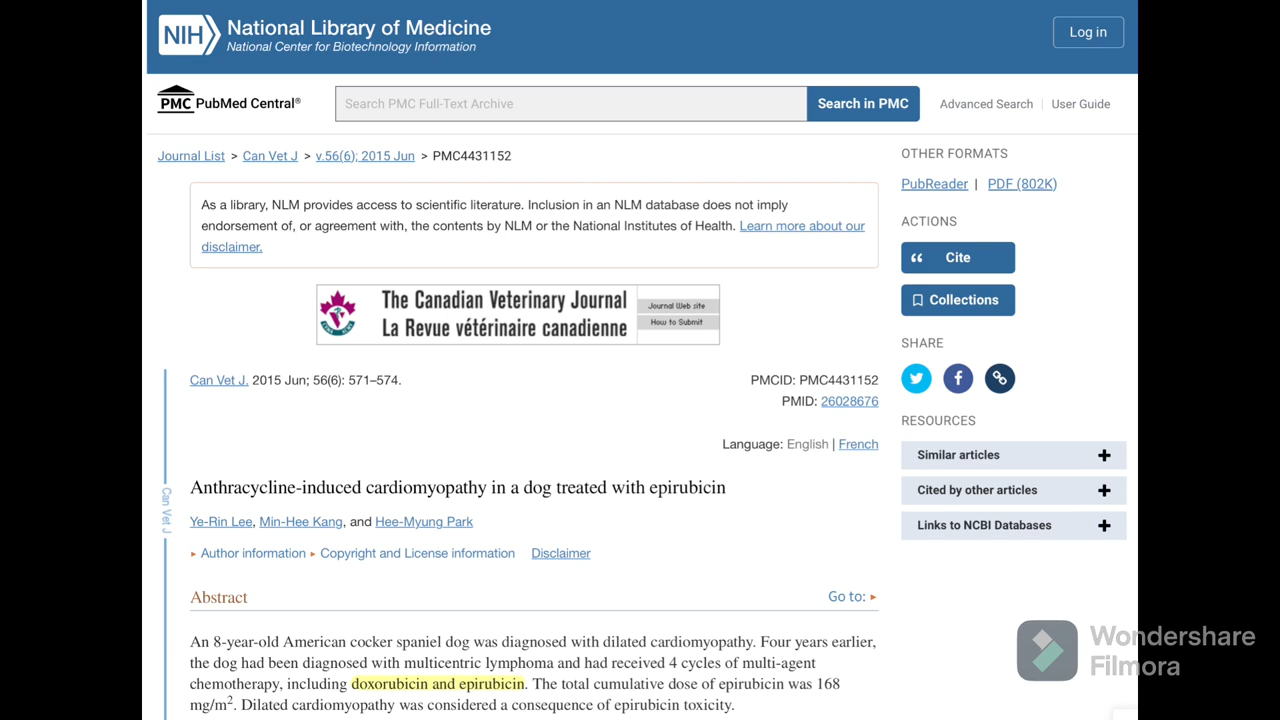 NIH
National Library of Medicine
National Center for Biotechnology Information
Log in
PMC PubMed Central®
Search PMC Full-Text Archive
Search in PMC
Advanced Search
User Guide
Journal List > Can Vet J > v.56(6); 2015 Jun > PMC4431152
As a library, NLM provides access to scientific literature. Inclusion in an NLM database does not imply
endorsement of, or agreement with, the contents by NLM or the National Institutes of Health. Learn more about our
disclaimer.
The Canadian Veterinary Journal
La Revue vétérinaire canadienne
Journal Web site
How to Submit
Can Vet J. 2015 Jun; 56(6): 571–574.
PMCID: PMC4431152
PMID: 26028676
Language: English | French
Can Vet J
Anthracycline-induced cardiomyopathy in a dog treated with epirubicin
Ye-Rin Lee, Min-Hee Kang, and Hee-Myung Park
▸ Author information ▸ Copyright and License information Disclaimer
Abstract
Go to: ▸
An 8-year-old American cocker spaniel dog was diagnosed with dilated cardiomyopathy. Four years earlier,
the dog had been diagnosed with multicentric lymphoma and had received 4 cycles of multi-agent
chemotherapy, including doxorubicin and epirubicin. The total cumulative dose of epirubicin was 168
mg/m². Dilated cardiomyopathy was considered a consequence of epirubicin toxicity.
OTHER FORMATS
PubReader | PDF (802K)
ACTIONS
Cite
Collections
SHARE
RESOURCES
Similar articles
Cited by other articles
Links to NCBI Databases
Wondershare
Filmora